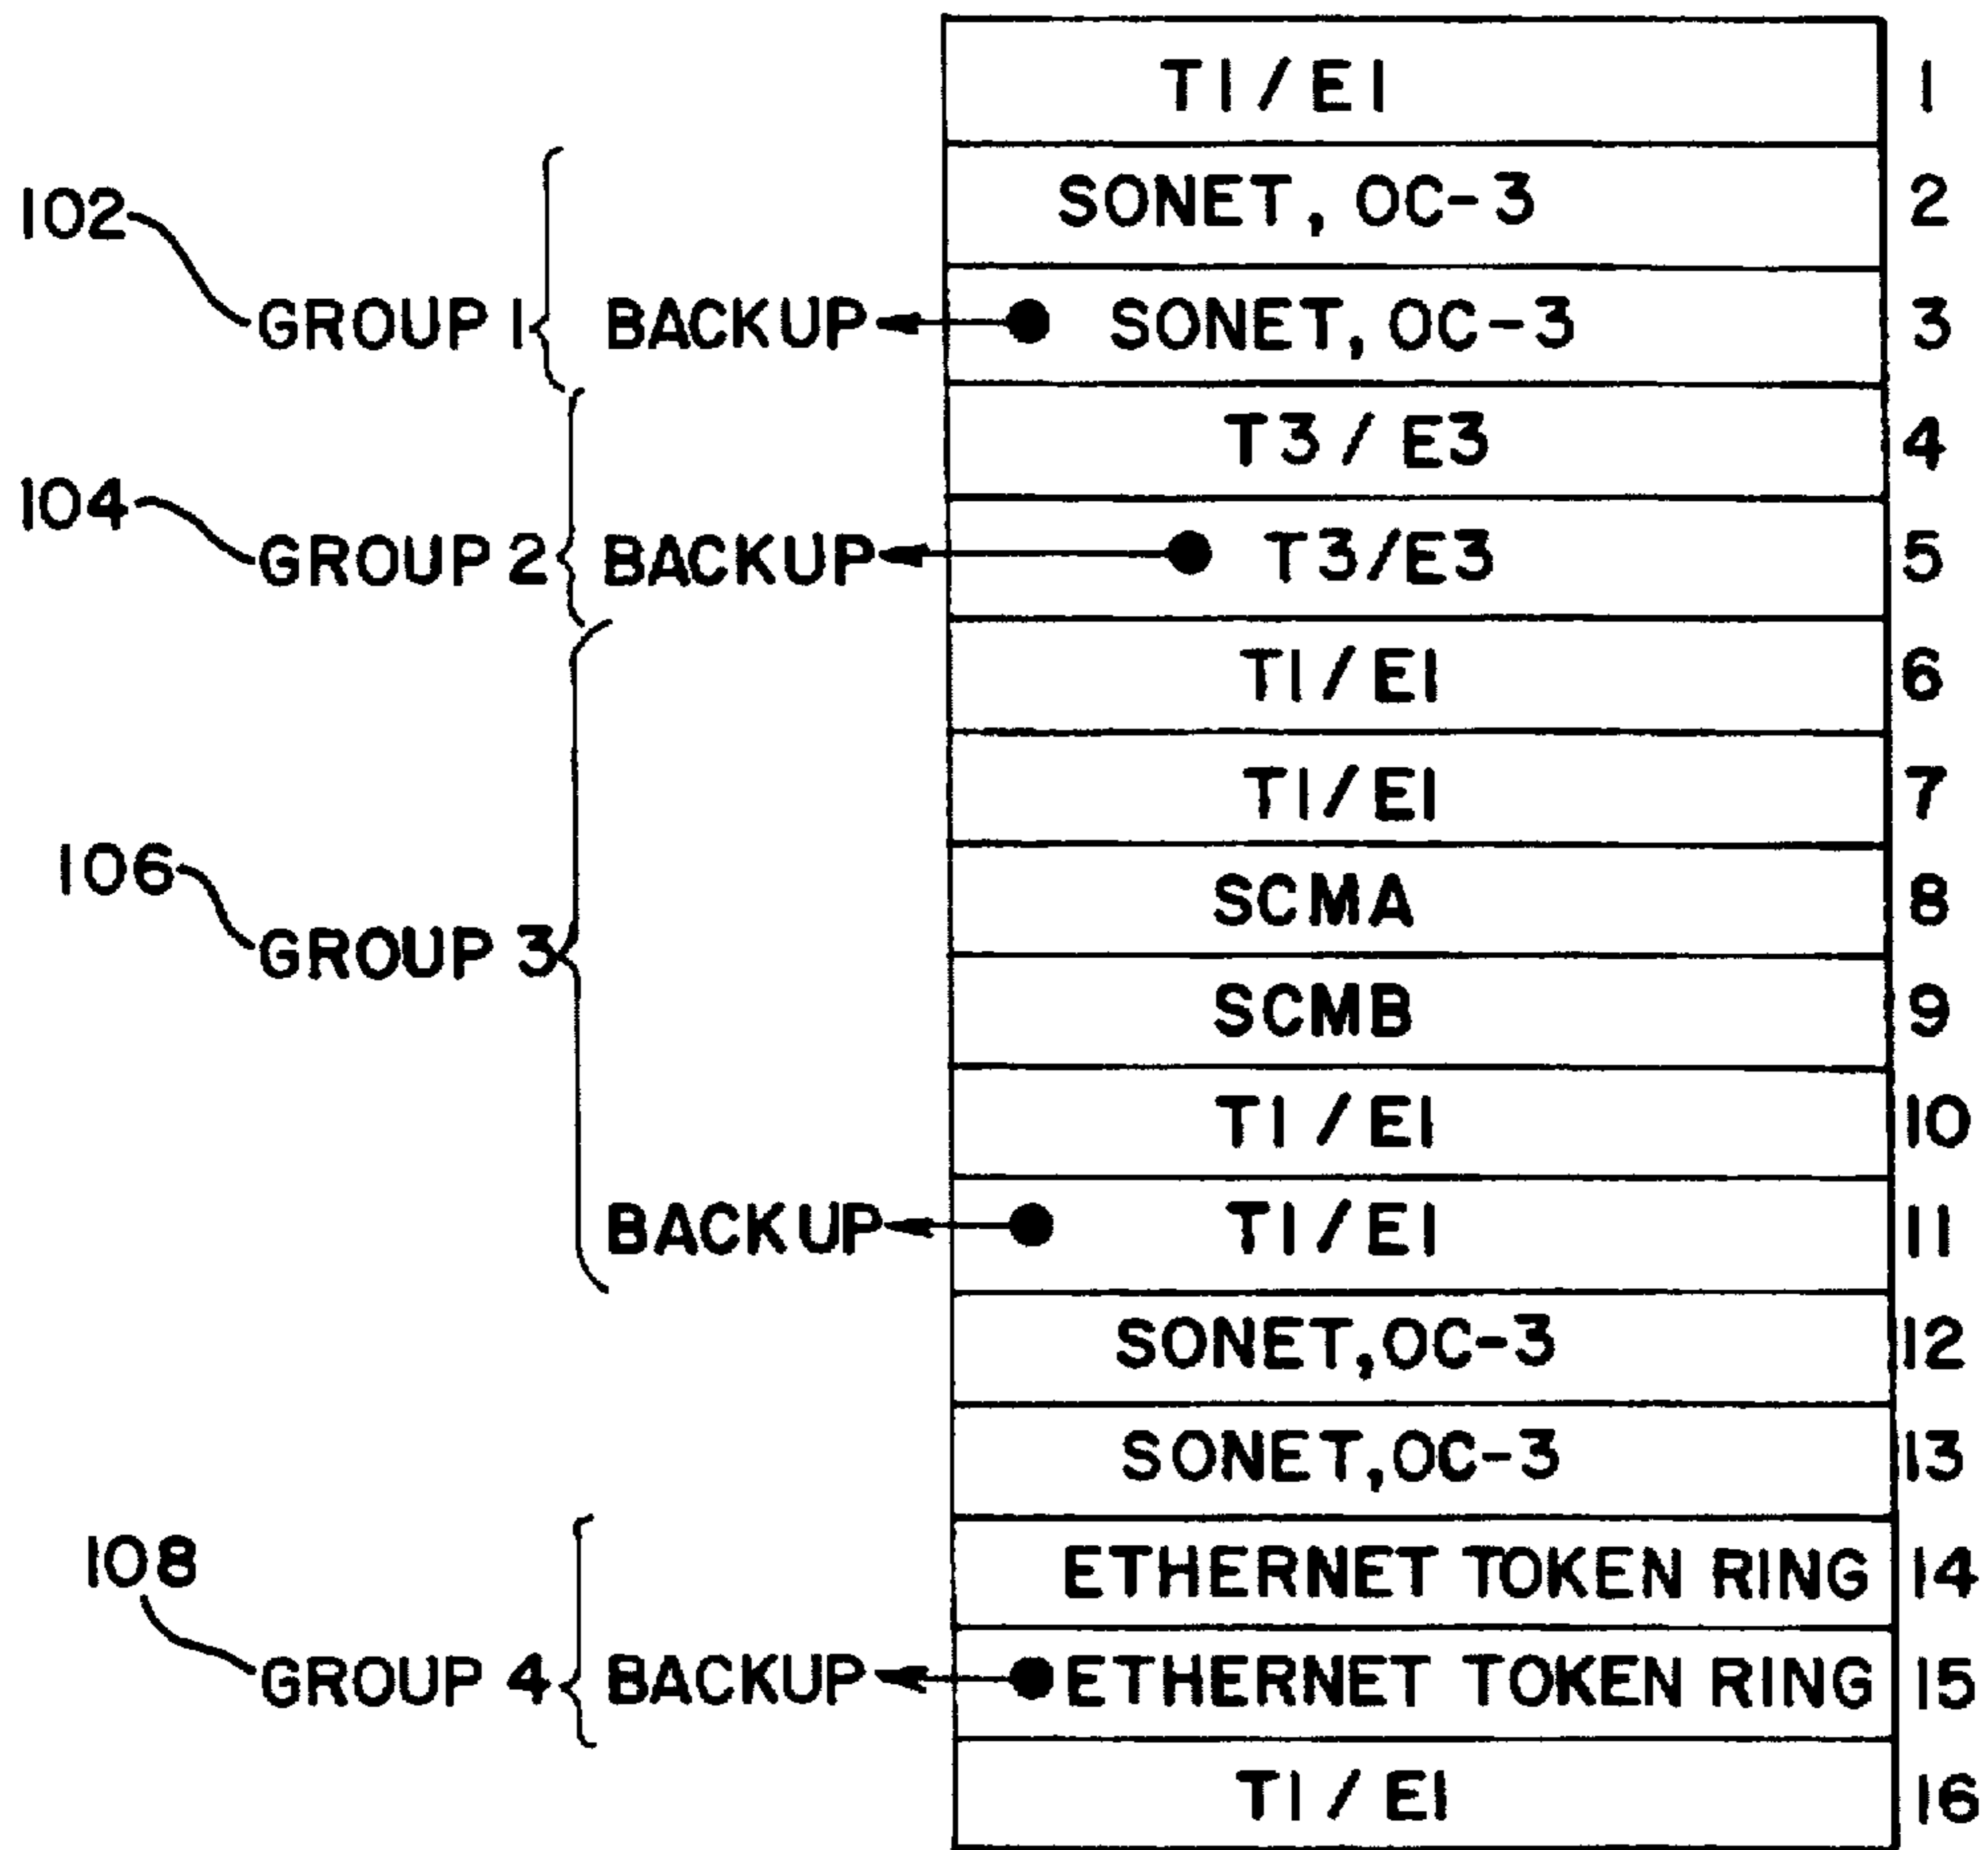 T1/E1 1
SONET, OC-3 2
102
GROUP 1 BACKUP SONET, OC-3 3
T3/E3 4
104
GROUP 2 BACKUP T3/E3 5
T1/E1 6
T1/E1 7
106
SCMA 8
GROUP 3
SCMB 9
T1/E1 10
BACKUP T1/E1 11
SONET, OC-3 12
SONET, OC-3 13
108
ETHERNET TOKEN RING 14
GROUP 4 BACKUP ETHERNET TOKEN RING 15
T1/E1 16